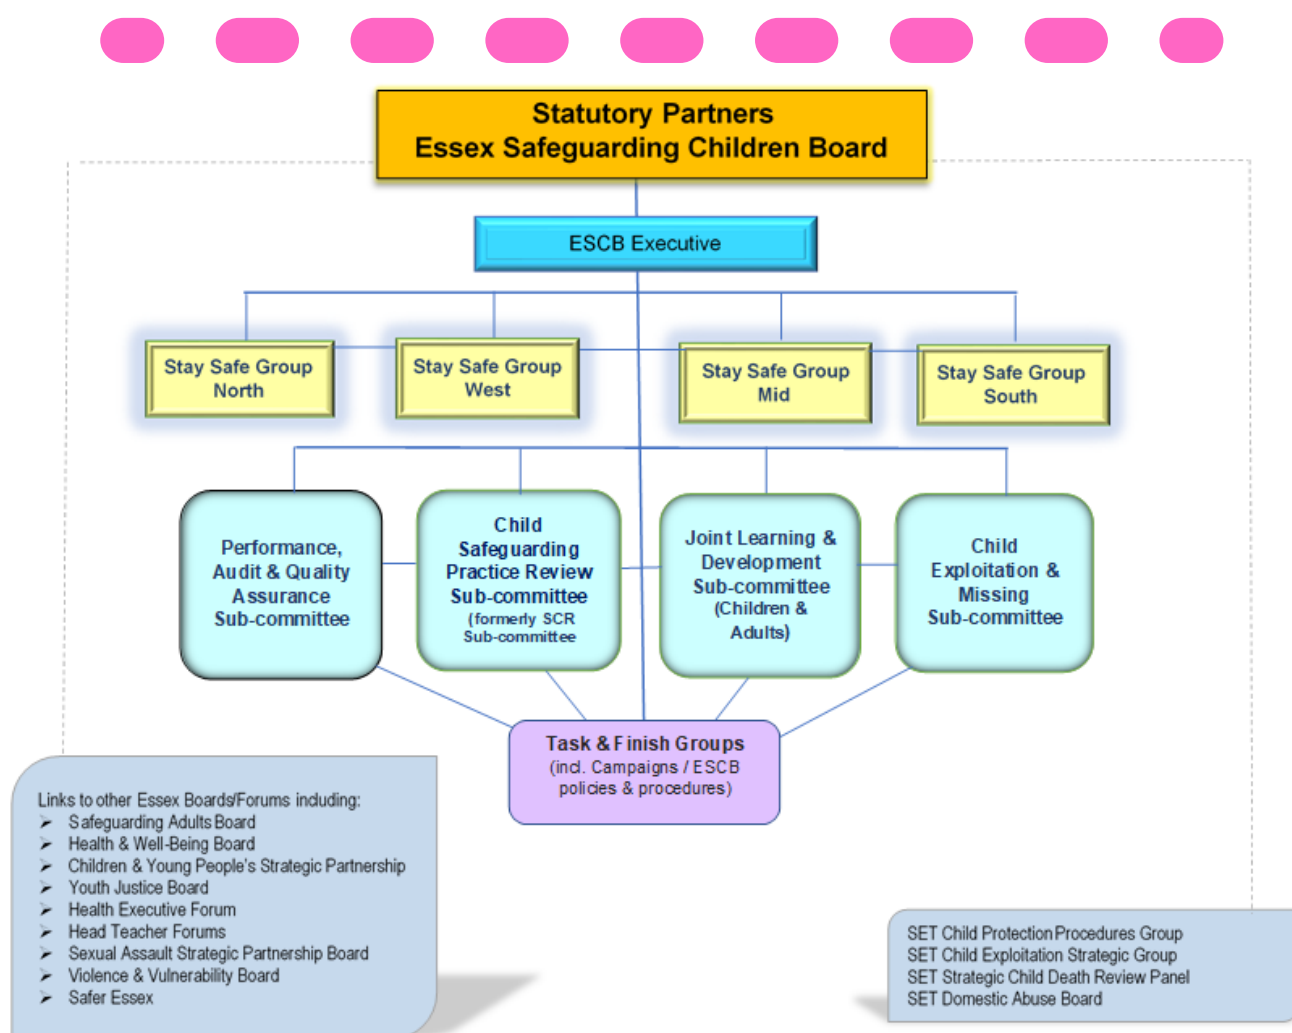 Statutory Partners
Essex Safeguarding Children Board
ESCB Executive
Stay Safe Group
North
Stay Safe Group
West
Stay Safe Group
Mid
Stay Safe Group
South
Performance,
Audit & Quality
Assurance
Sub-committee
Child
Safeguarding
Practice Review
Sub-committee
(formerly SCR
Sub-committee
Joint Learning &
Development
Sub-committee
(Children &
Adults)
Child
Exploitation &
Missing
Sub-committee
Task & Finish Groups
(incl. Campaigns / ESCB
policies & procedures)
Links to other Essex Boards/Forums including:
➢ Safeguarding Adults Board
➢ Health & Well-Being Board
➢ Children & Young People's Strategic Partnership
➢ Youth Justice Board
➢ Health Executive Forum
➢ Head Teacher Forums
➢ Sexual Assault Strategic Partnership Board
➢ Violence & Vulnerability Board
➢ Safer Essex
SET Child Protection Procedures Group
SET Child Exploitation Strategic Group
SET Strategic Child Death Review Panel
SET Domestic Abuse Board